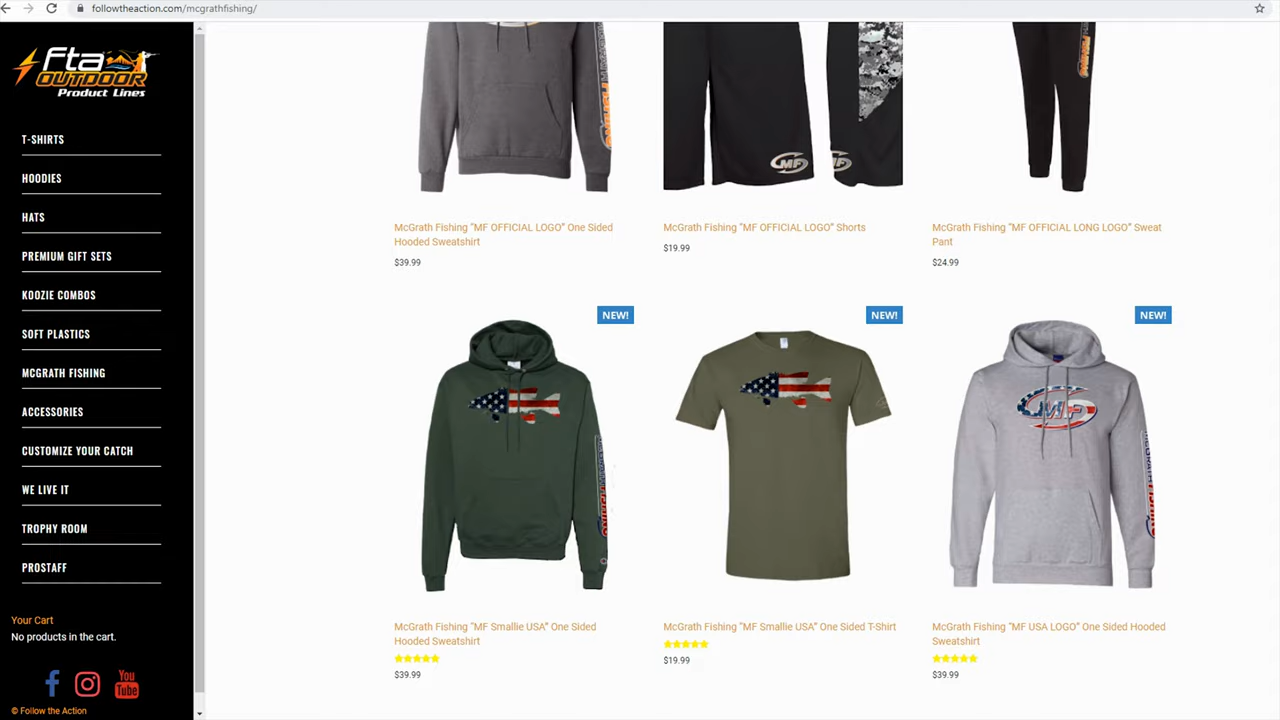 followtheaction.com/mcgrathfishing/
fta
OUTDOOR
Product Lines
T-SHIRTS
HOODIES
HATS
PREMIUM GIFT SETS
KOOZIE COMBOS
SOFT PLASTICS
MCGRATH FISHING
ACCESSORIES
CUSTOMIZE YOUR CATCH
WE LIVE IT
TROPHY ROOM
PROSTAFF
Your Cart
No products in the cart.
You
Tube
© Follow the Action
MF
MF
McGrath Fishing "MF OFFICIAL LOGO" One Sided
Hooded Sweatshirt
$39.99
McGrath Fishing "MF OFFICIAL LOGO" Shorts
$19.99
McGrath Fishing "MF OFFICIAL LONG LOGO" Sweat
Pant
$24.99
NEW!
NEW!
NEW!
MF
McGrath Fishing "MF Smallie USA" One Sided
Hooded Sweatshirt
$39.99
McGrath Fishing "MF Smallie USA" One Sided T-Shirt
$19.99
McGrath Fishing "MF USA LOGO" One Sided Hooded
Sweatshirt
$39.99